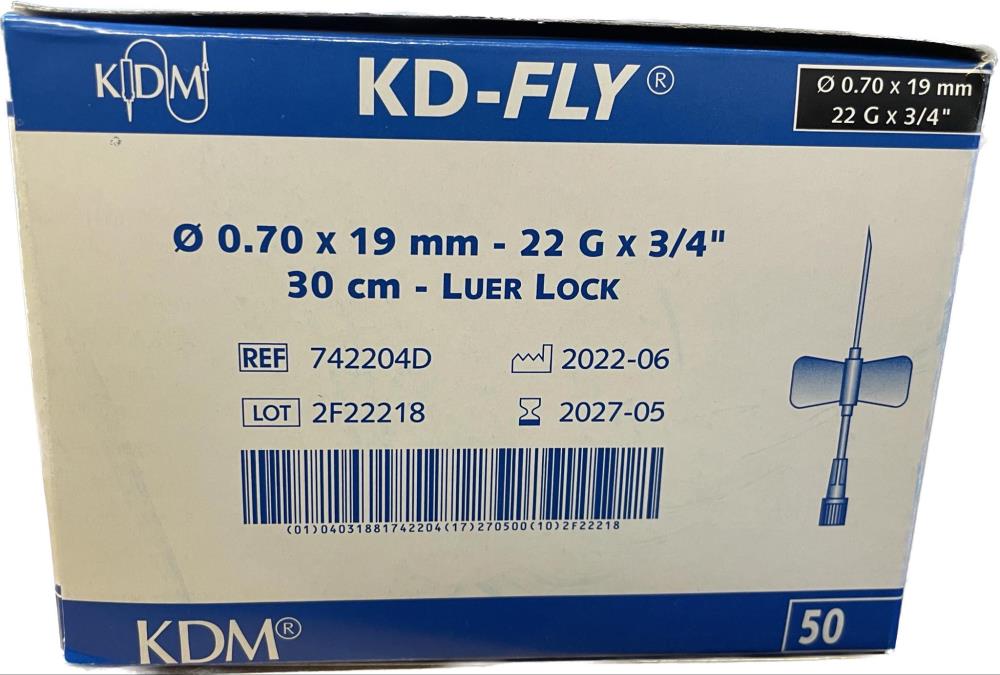 KDM
KD-FLY®
Ø 0.70 x 19 mm
22 G x 3/4"
Ø 0.70 x 19 mm - 22 G x 3/4"
30 cm - LUER LOCK
REF 742204D 2022-06
LOT 2F22218 2027-05
(01)04031881742204(17)270500(10)2F22218
KDM®
50